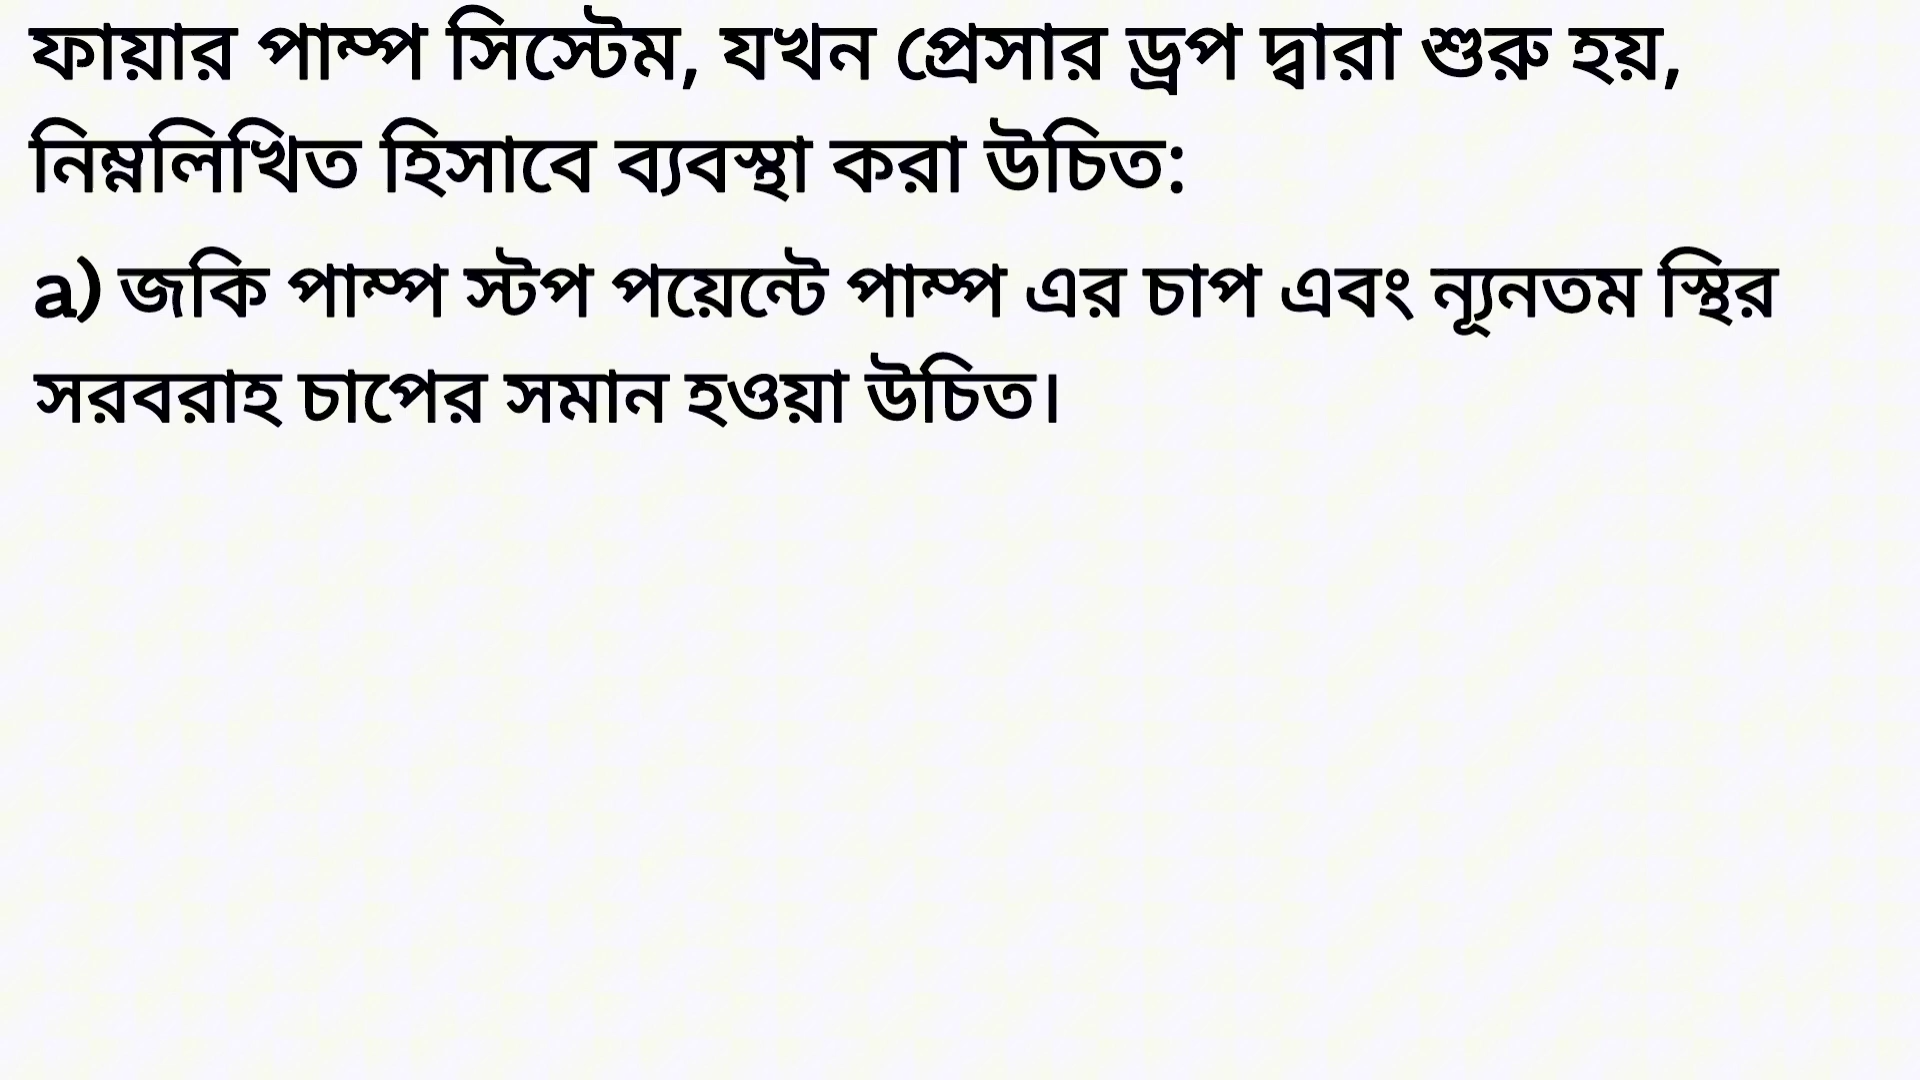 ফায়ার পাম্প সিস্টেম, যখন প্রেসার ড্রপ দ্বারা শুরু হয়,
নিম্নলিখিত হিসাবে ব্যবস্থা করা উচিত:
a) জকি পাম্প স্টপ পয়েন্টে পাম্প এর চাপ এবং ন্যূনতম স্থির
সরবরাহ চাপের সমান হওয়া উচিত।